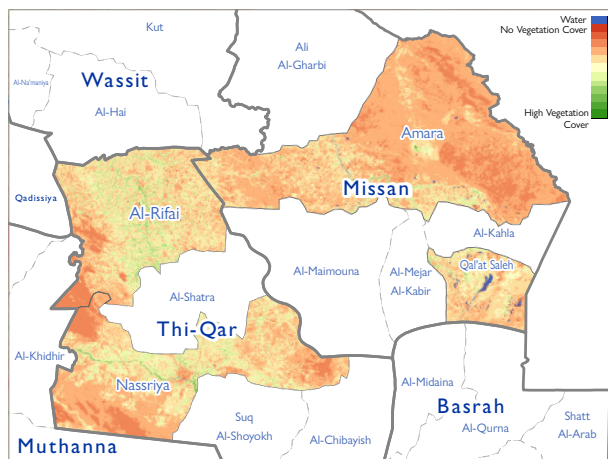 Water
No Vegetation Cover
High Vegetation
Cover
Kut
Ali
Al-Gharbi
Al-Na'maniya
Wassit
Al-Hai
Amara
Missan
Qadissiya
Al-Rifai
Al-Kahla
Qal'at Saleh
Al-Maimouna
Al-Mejar
Al-Kabir
Al-Shatra
Thi-Qar
Al-Khidhir
Nassriya
Al-Midaina
Basrah
Suq
Al-Shoyokh
Al-Chibayish
Al-Qurna
Shatt
Al-Arab
Muthanna